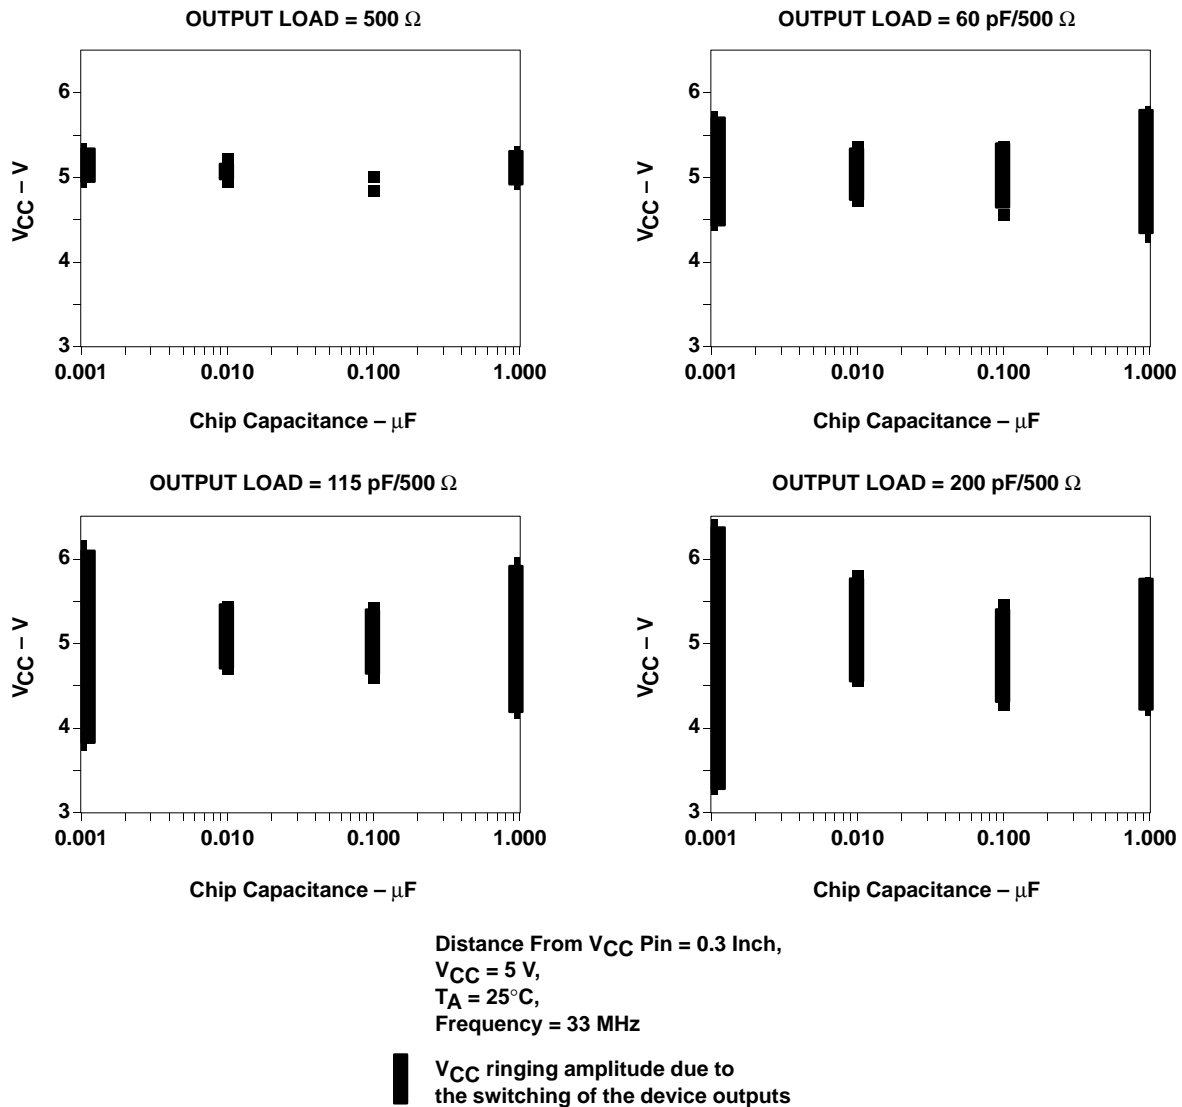 OUTPUT LOAD = 500 Ω
OUTPUT LOAD = 60 pF/500 Ω
6
5
4
3
VCC – V
0.001 0.010 0.100 1.000
Chip Capacitance – μF
6
5
4
3
VCC – V
0.001 0.010 0.100 1.000
Chip Capacitance – μF
OUTPUT LOAD = 115 pF/500 Ω
OUTPUT LOAD = 200 pF/500 Ω
6
5
4
3
VCC – V
0.001 0.010 0.100 1.000
Chip Capacitance – μF
6
5
4
3
VCC – V
0.001 0.010 0.100 1.000
Chip Capacitance – μF
Distance From VCC Pin = 0.3 Inch,
VCC = 5 V,
TA = 25°C,
Frequency = 33 MHz
VCC ringing amplitude due to
the switching of the device outputs